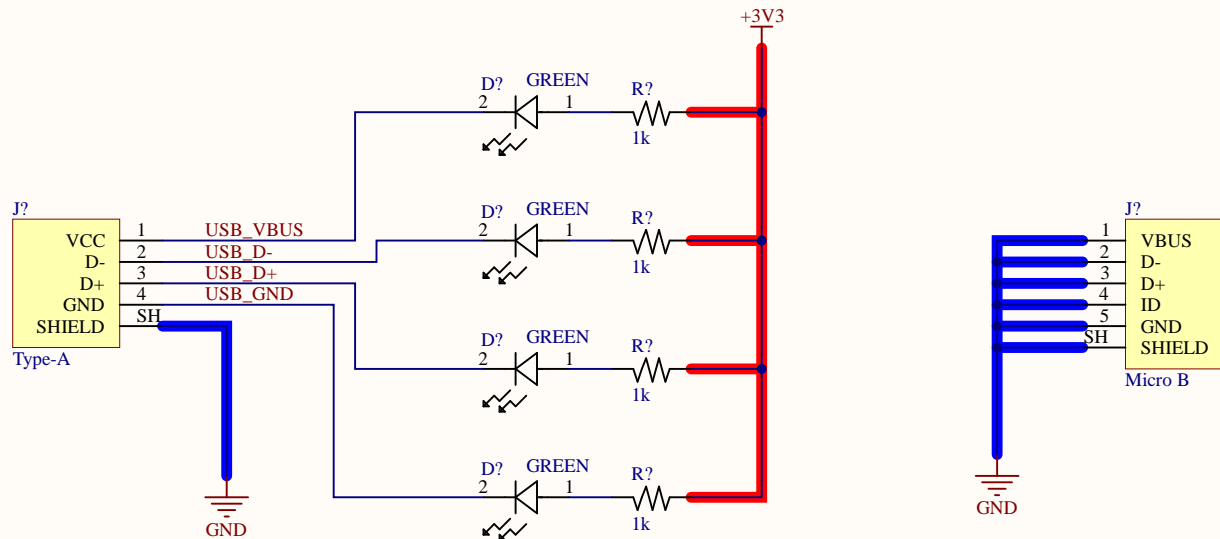 +3V3
D?
GREEN
R?
2
1
1k
J?
VCC
1
USB_VBUS
D-
2
USB_D-
D+
3
USB_D+
GND
4
USB_GND
SHIELD
SH
Type-A
GND
D?
GREEN
R?
2
1
1k
D?
GREEN
R?
2
1
1k
D?
GREEN
R?
2
1
1k
J?
1
VBUS
2
D-
3
D+
4
ID
5
GND
SH
SHIELD
Micro B
GND